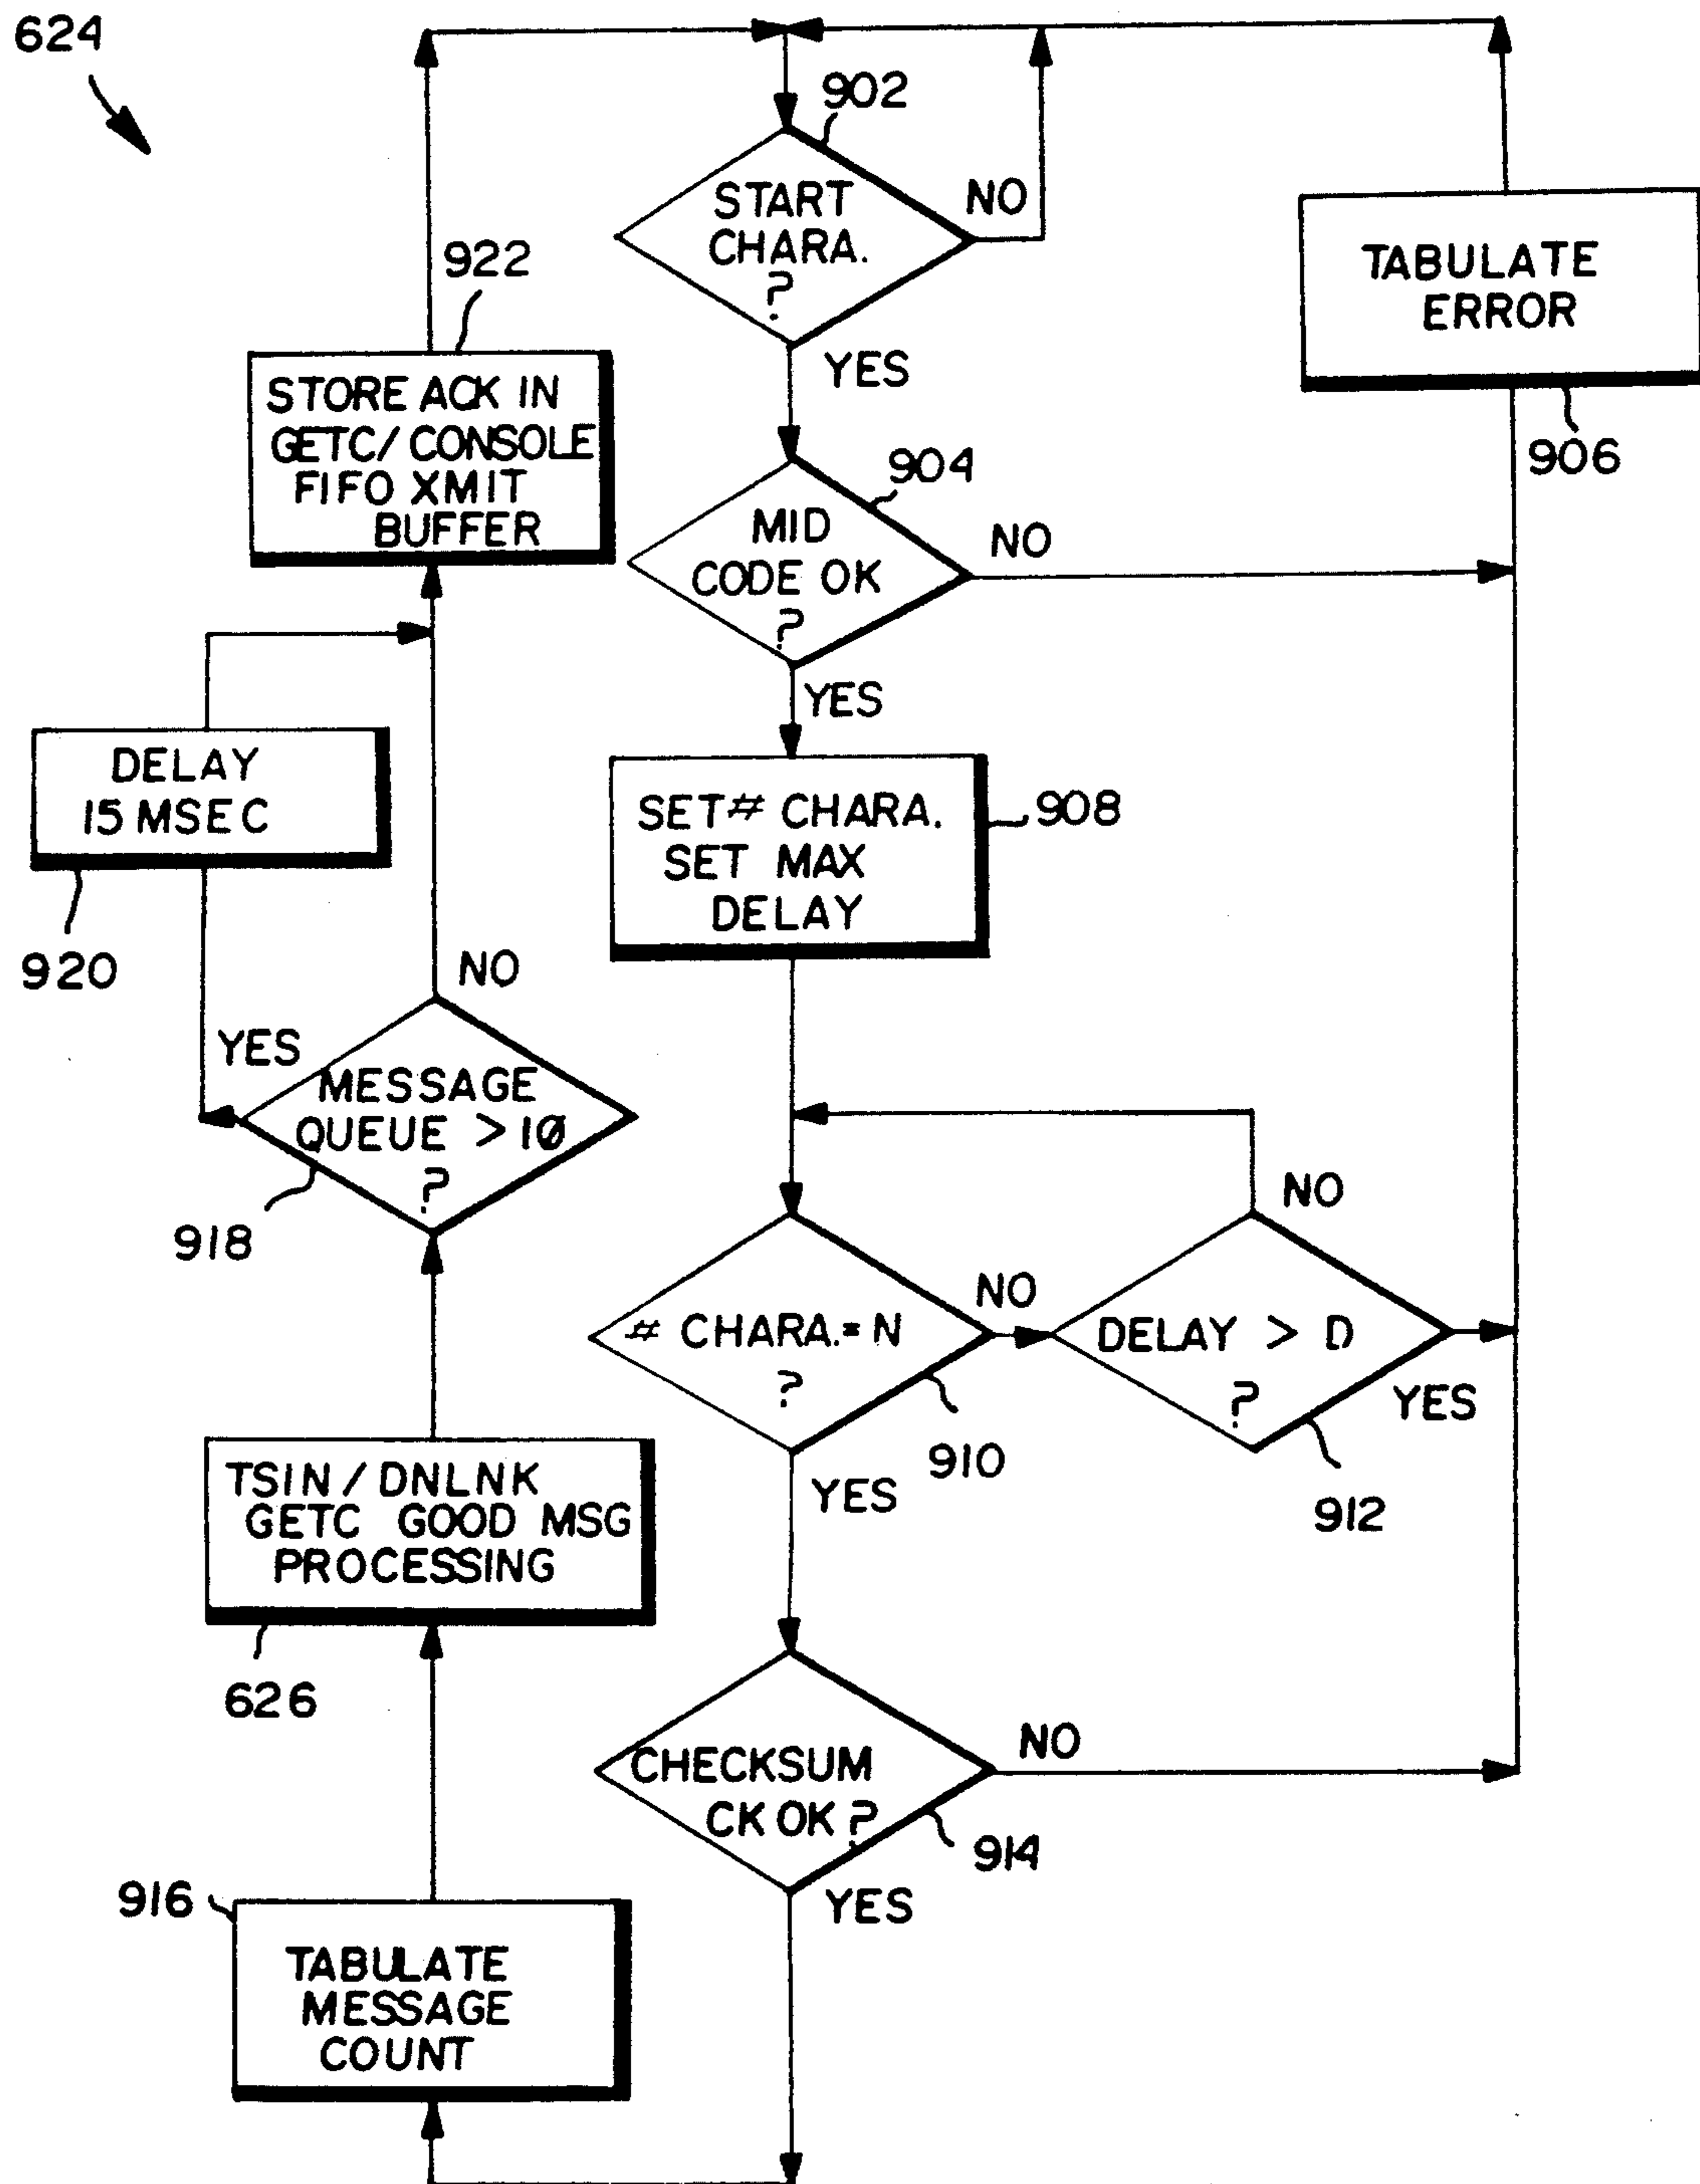 624
902
START
CHARA.
?
NO
YES
TABULATE
ERROR
906
922
STORE ACK IN
GETC/CONSOLE
FIFO XMIT
BUFFER
904
MID
CODE OK
?
NO
YES
DELAY
15 MSEC
920
SET # CHARA.
SET MAX
DELAY
908
NO
YES
MESSAGE
QUEUE > 10
?
918
# CHARA. = N
?
NO
YES
910
DELAY > D
?
NO
YES
912
TSIN / DNLNK
GETC GOOD MSG
PROCESSING
626
CHECKSUM
CK OK ?
NO
914
YES
916
TABULATE
MESSAGE
COUNT